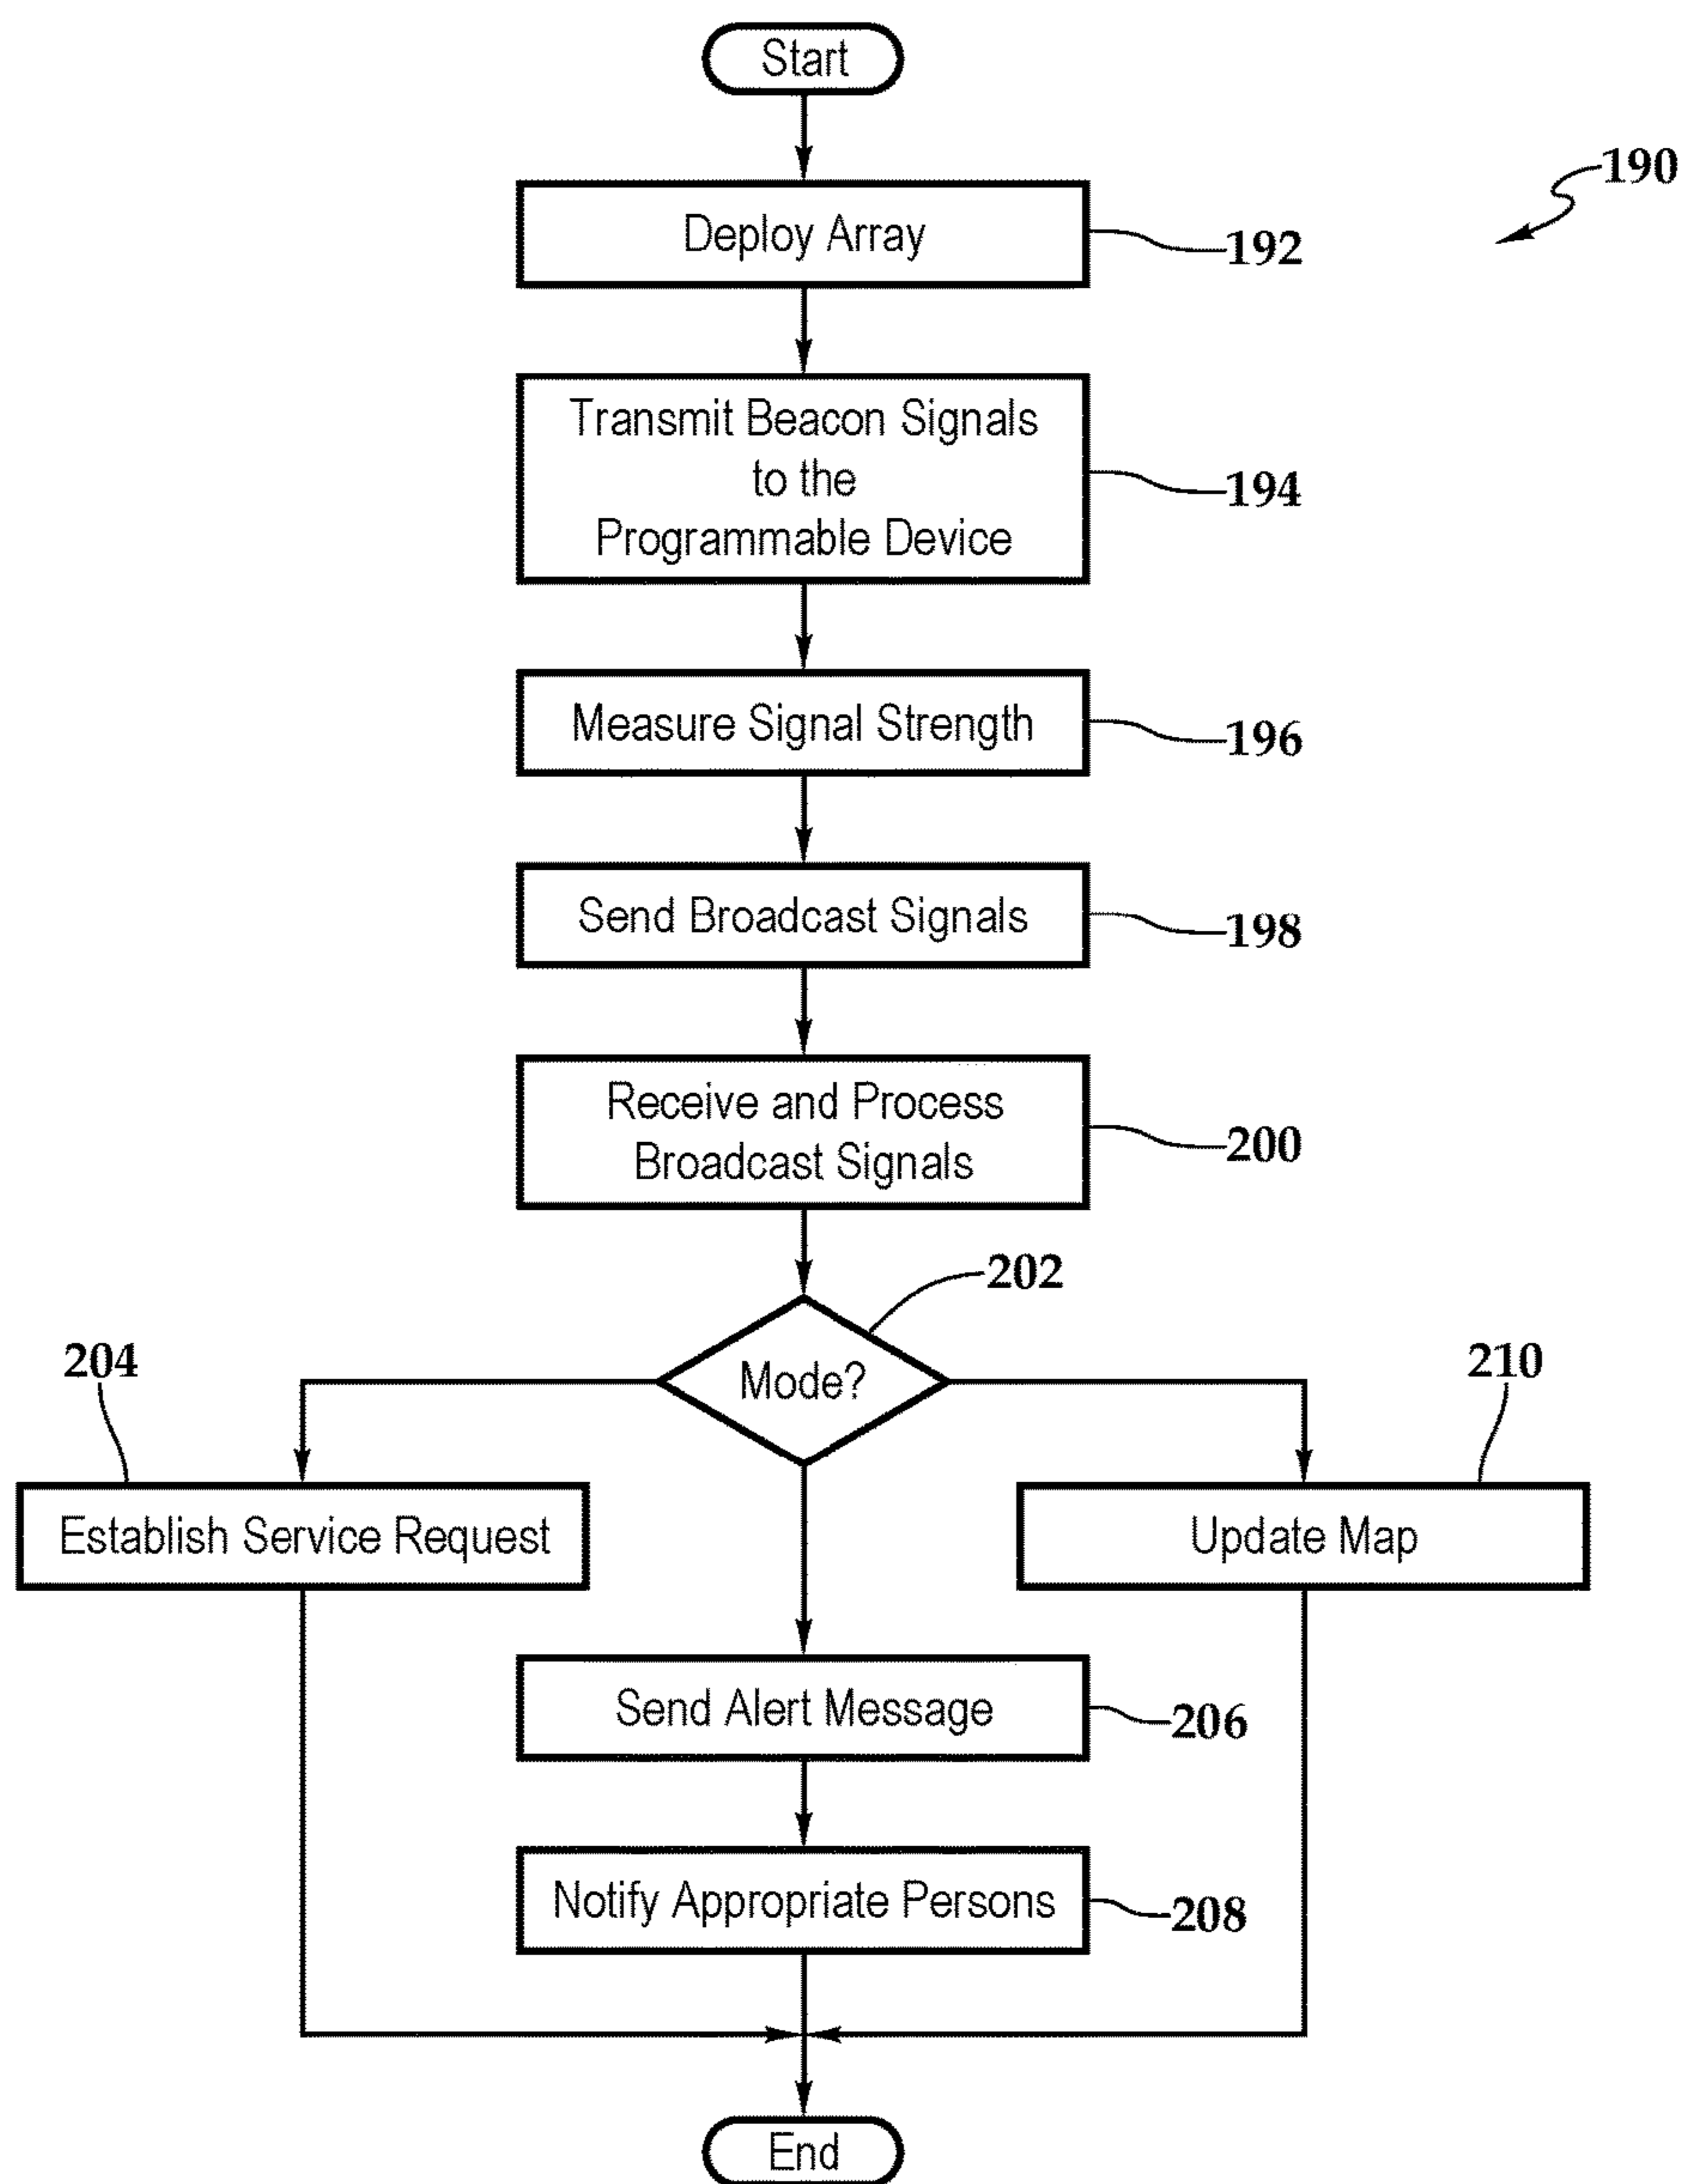 Start
190
Deploy Array
192
Transmit Beacon Signals
to the
Programmable Device
194
Measure Signal Strength
196
Send Broadcast Signals
198
Receive and Process
Broadcast Signals
200
202
Mode?
204
210
Establish Service Request
Update Map
Send Alert Message
206
Notify Appropriate Persons
208
End